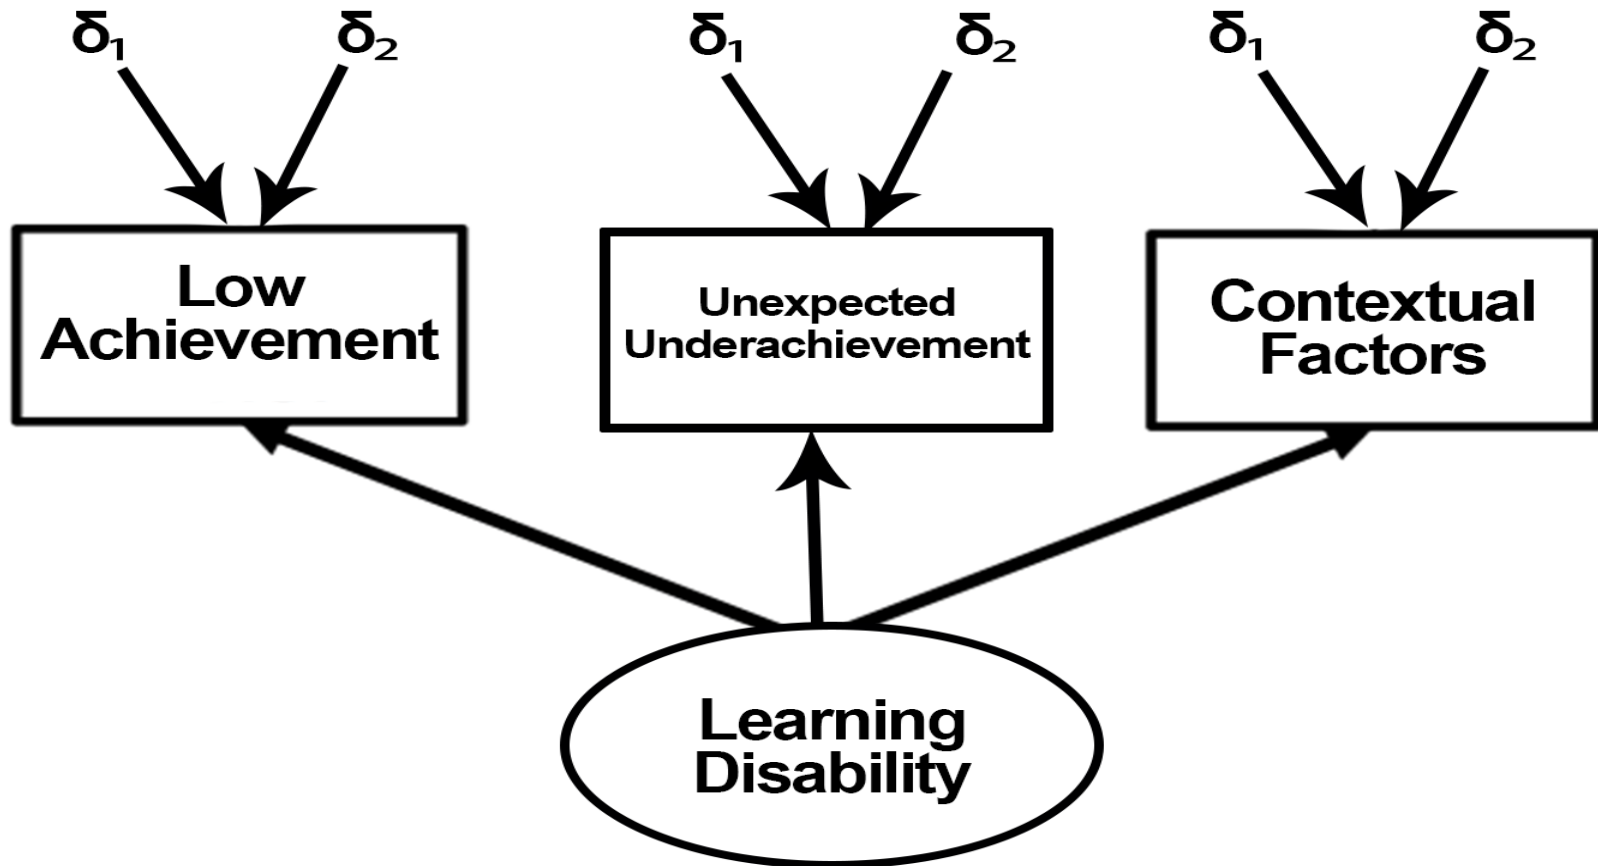 δ₁ δ₂ δ₁ δ₂ δ₁ δ₂
Low
Achievement
Unexpected
Underachievement
Contextual
Factors
Learning
Disability